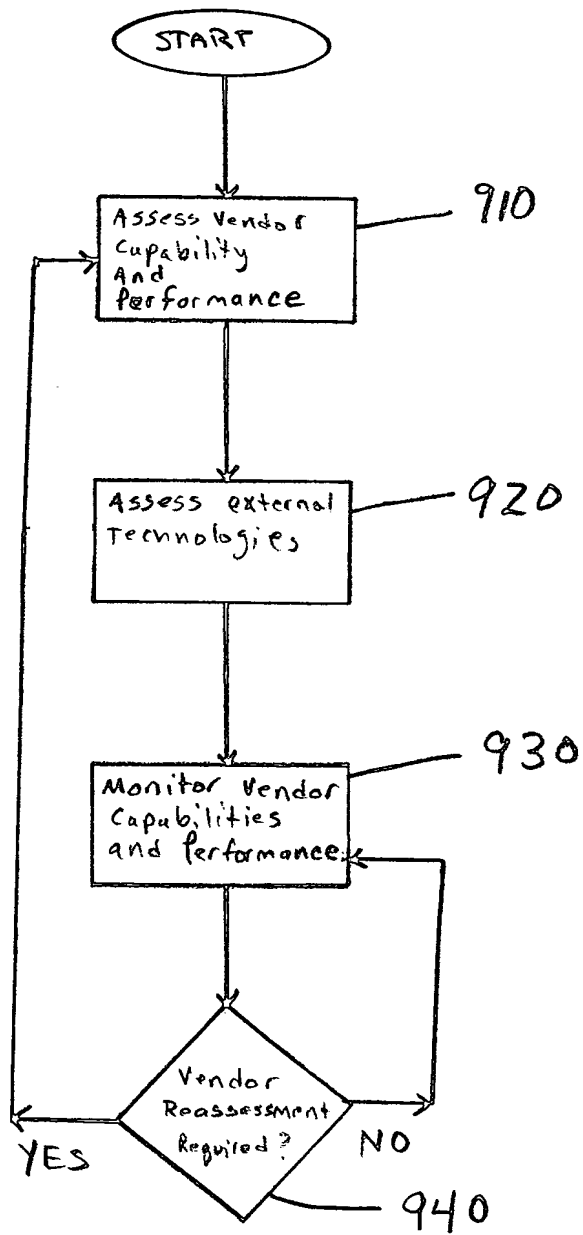 START
Assess Vendor
Capability
And
Performance
910
Assess external
Technologies
920
Monitor Vendor
Capabilities
and Performance
930
Vendor
Reassessment
Required?
YES
NO
940